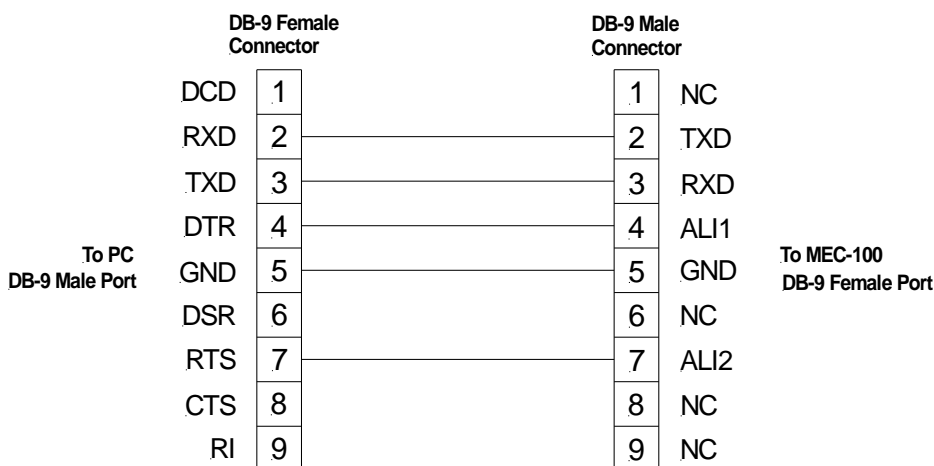 DB-9 Female
Connector
DB-9 Male
Connector
DCD 1 1 NC
RXD 2 2 TXD
TXD 3 3 RXD
DTR 4 4 ALI1
To PC
DB-9 Male Port
GND 5 5 GND
To MEC-100
DB-9 Female Port
DSR 6 6 NC
RTS 7 7 ALI2
CTS 8 8 NC
RI 9 9 NC